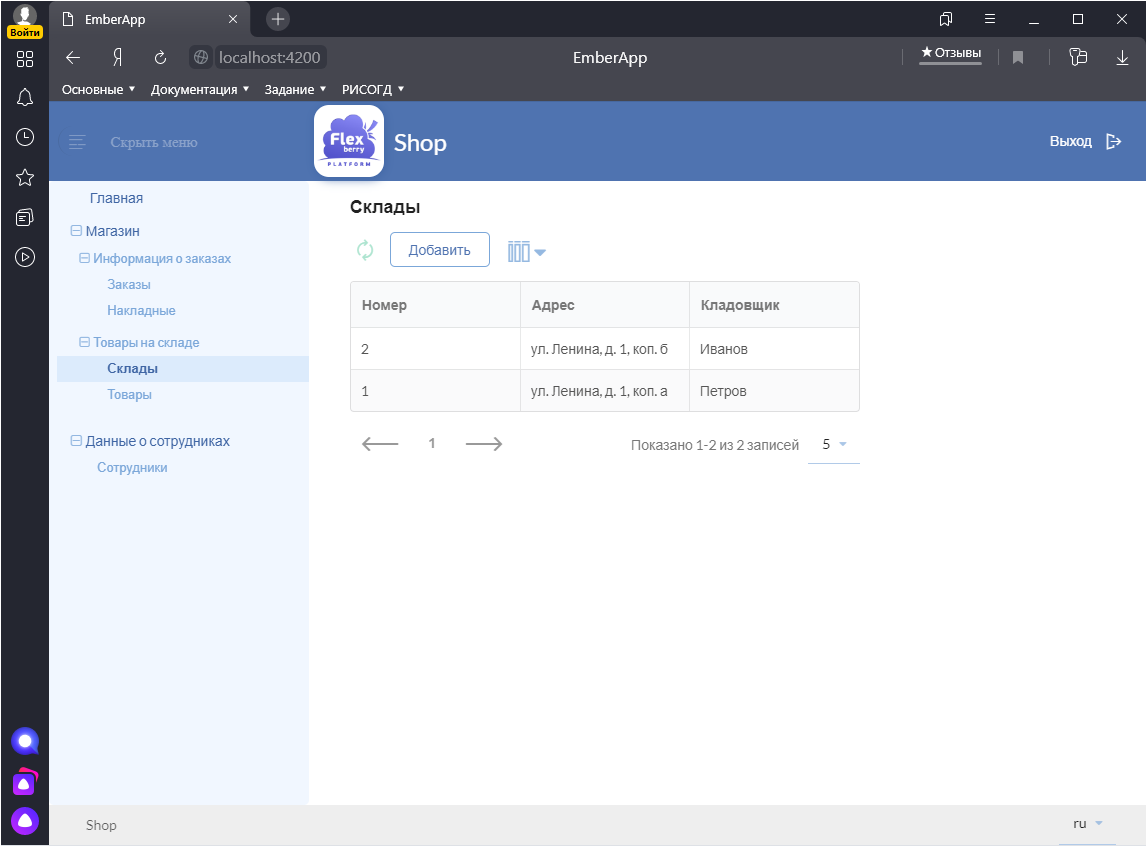 EmberApp
Войти
localhost:4200 EmberApp ★ Отзывы
Основные ▼ Документация ▼ Задание ▼ РИСОГД ▼
Скрыть меню Flex berry PLATFORM Shop Выход
Главная
Магазин
Информация о заказах
Заказы
Накладные
Товары на складе
Склады
Товары
Данные о сотрудниках
Сотрудники
Склады
Добавить
Номер Адрес Кладовщик
2 ул. Ленина, д. 1, коп. б Иванов
1 ул. Ленина, д. 1, коп. а Петров
1 Показано 1-2 из 2 записей 5
Shop ru